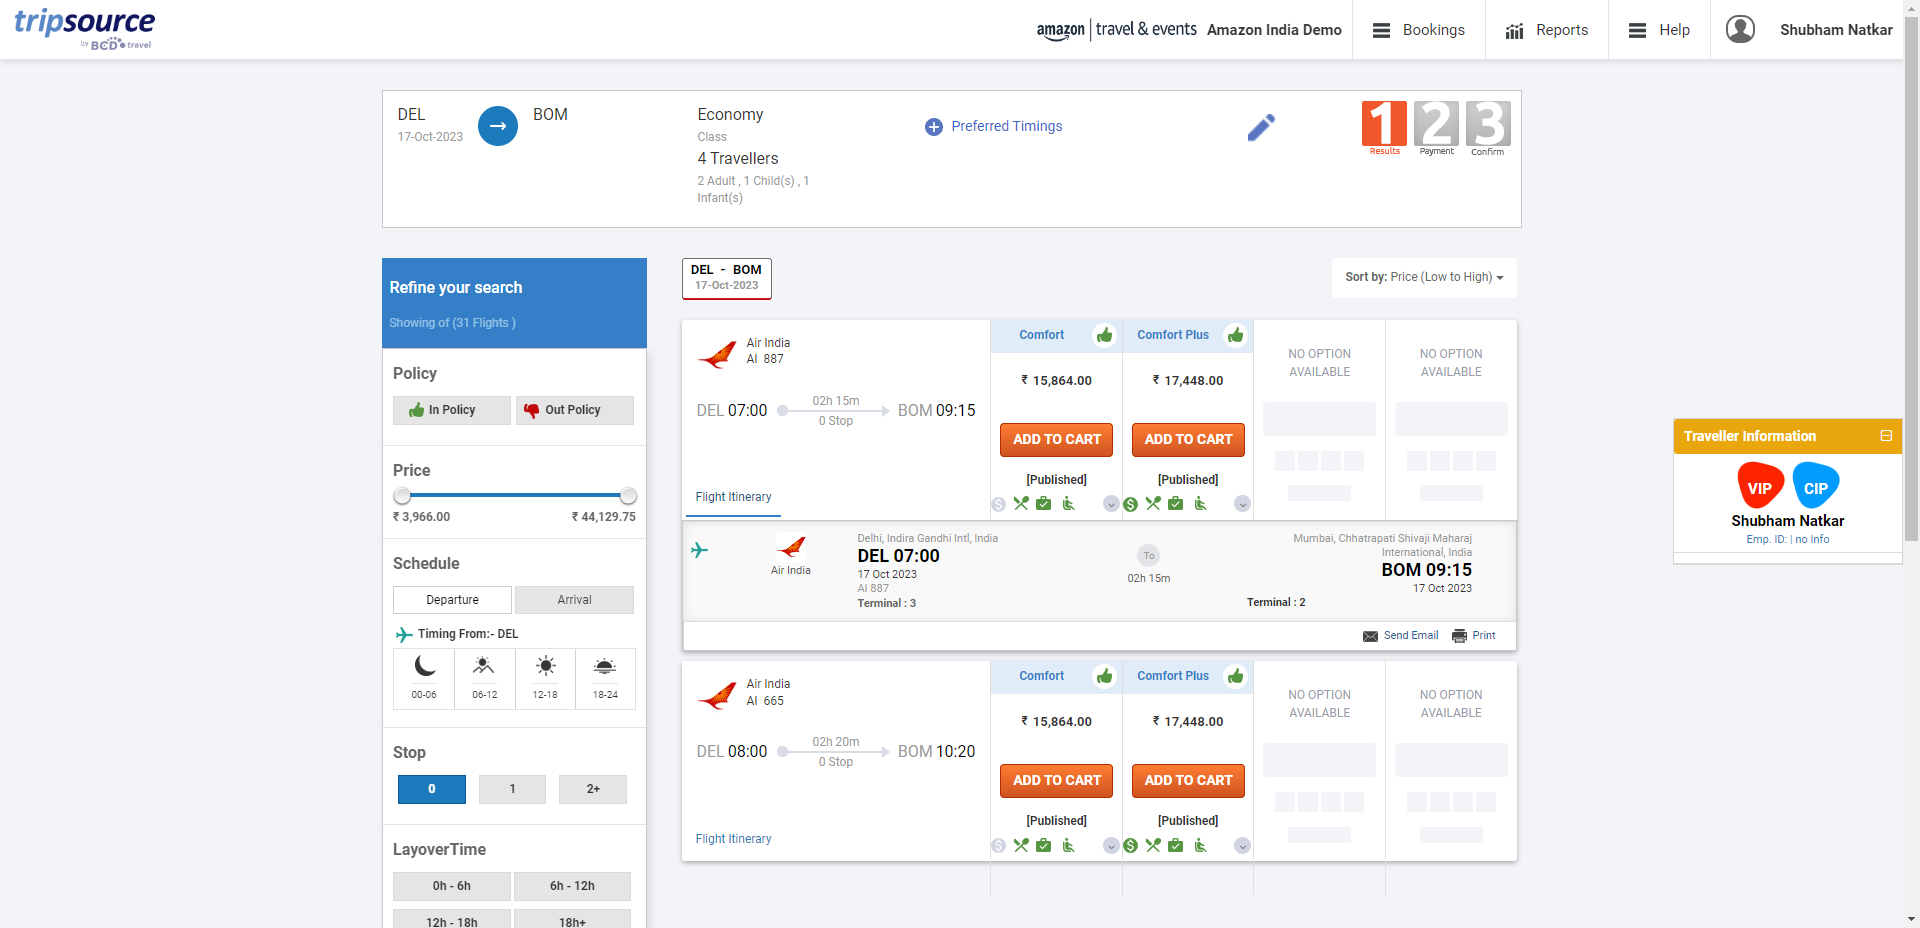 tripsource
by BCD travel
amazon | travel & events
Amazon India Demo
Bookings
Reports
Help
Shubham Natkar
DEL
17-Oct-2023
BOM
Economy
Class
4 Travellers
2 Adult , 1 Child(s) , 1
Infant(s)
Preferred Timings
1 2 3
Results Payment Confirm
Refine your search
Showing of (31 Flights )
Policy
In Policy
Out Policy
Price
₹ 3,966.00
₹ 44,129.75
Schedule
Departure
Arrival
Timing From:- DEL
00-06
06-12
12-18
18-24
Stop
0
1
2+
LayoverTime
0h - 6h
6h - 12h
12h - 18h
18h+
DEL - BOM
17-Oct-2023
Sort by: Price (Low to High)
Air India
AI 887
DEL 07:00
02h 15m
0 Stop
BOM 09:15
Flight Itinerary
Comfort
₹ 15,864.00
ADD TO CART
[Published]
Comfort Plus
₹ 17,448.00
ADD TO CART
[Published]
NO OPTION
AVAILABLE
NO OPTION
AVAILABLE
Air India
Delhi, Indira Gandhi Intl, India
DEL 07:00
17 Oct 2023
AI 887
Terminal : 3
To
02h 15m
Mumbai, Chhatrapati Shivaji Maharaj
International, India
BOM 09:15
17 Oct 2023
Terminal : 2
Send Email
Print
Air India
AI 665
DEL 08:00
02h 20m
0 Stop
BOM 10:20
Flight Itinerary
Comfort
₹ 15,864.00
ADD TO CART
[Published]
Comfort Plus
₹ 17,448.00
ADD TO CART
[Published]
NO OPTION
AVAILABLE
NO OPTION
AVAILABLE
Traveller Information
VIP
CIP
Shubham Natkar
Emp. ID: | no Info